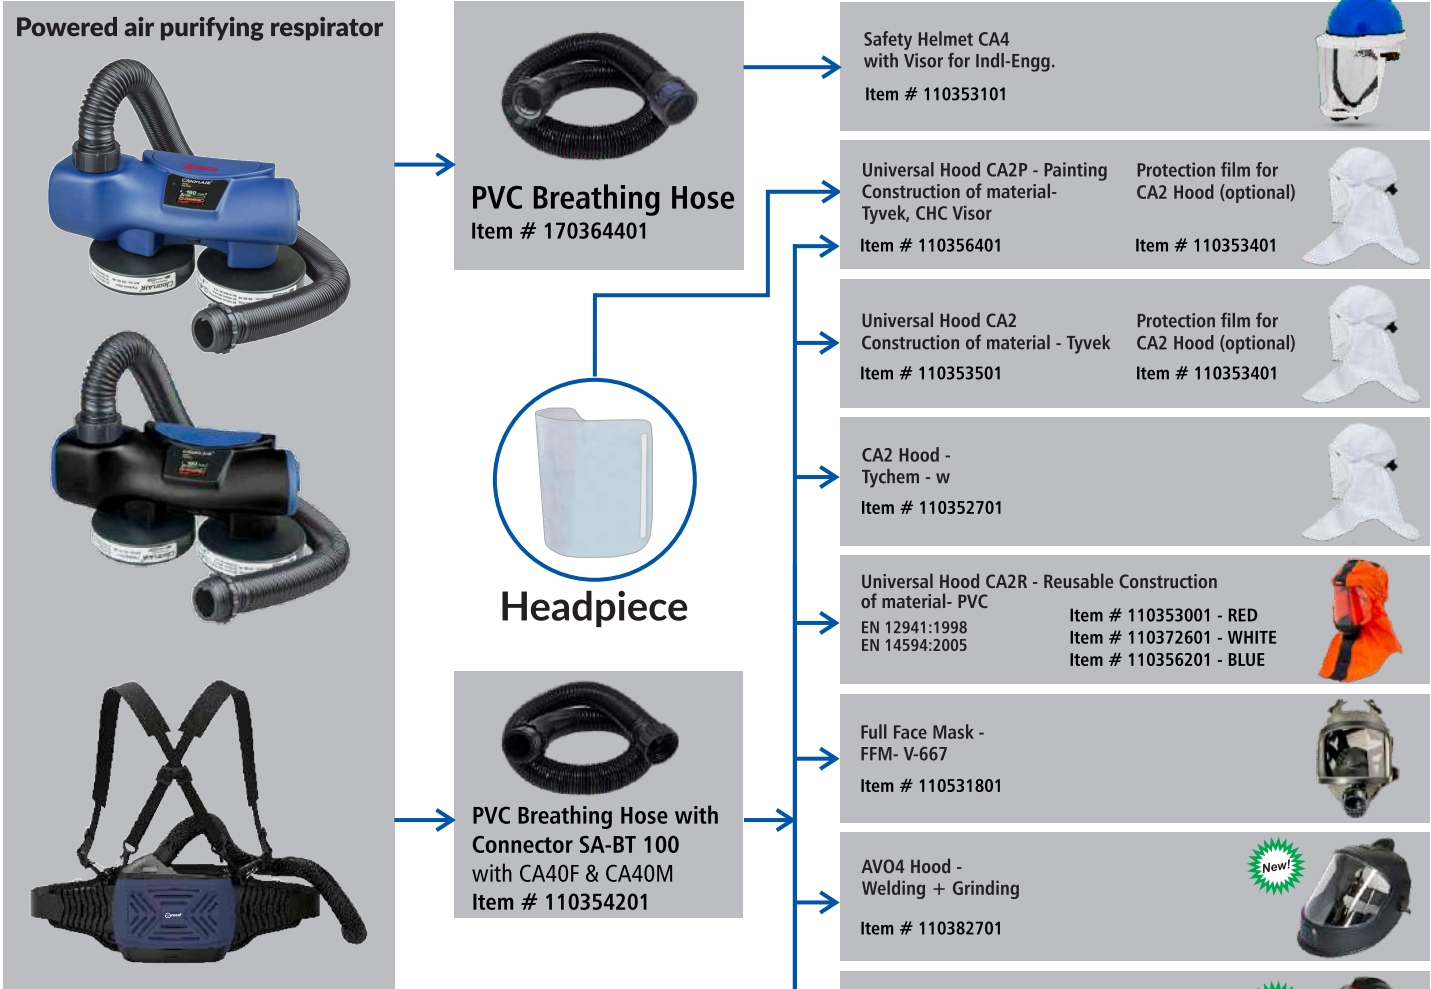 Powered air purifying respirator
CleanAIR
CleanAIR
PVC Breathing Hose
Item # 170364401
Headpiece
PVC Breathing Hose with
Connector SA-BT 100
with CA40F & CA40M
Item # 110354201
Safety Helmet CA4
with Visor for Indl-Engg.
Item # 110353101
Universal Hood CA2P - Painting
Construction of material-
Tyvek, CHC Visor
Item # 110356401
Protection film for
CA2 Hood (optional)
Item # 110353401
Universal Hood CA2
Construction of material - Tyvek
Item # 110353501
Protection film for
CA2 Hood (optional)
Item # 110353401
CA2 Hood -
Tychem - w
Item # 110352701
Universal Hood CA2R - Reusable Construction
of material- PVC
EN 12941:1998
EN 14594:2005
Item # 110353001 - RED
Item # 110372601 - WHITE
Item # 110356201 - BLUE
Full Face Mask -
FFM- V-667
Item # 110531801
AVO4 Hood -
Welding + Grinding
Item # 110382701
New!